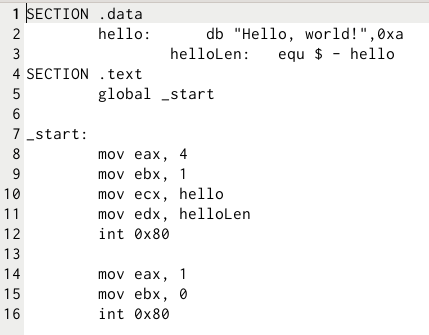 1 SECTION .data
2 hello: db "Hello, world!",0xa
3 helloLen: equ $ - hello
4 SECTION .text
5 global _start
6
7 _start:
8 mov eax, 4
9 mov ebx, 1
10 mov ecx, hello
11 mov edx, helloLen
12 int 0x80
13
14 mov eax, 1
15 mov ebx, 0
16 int 0x80